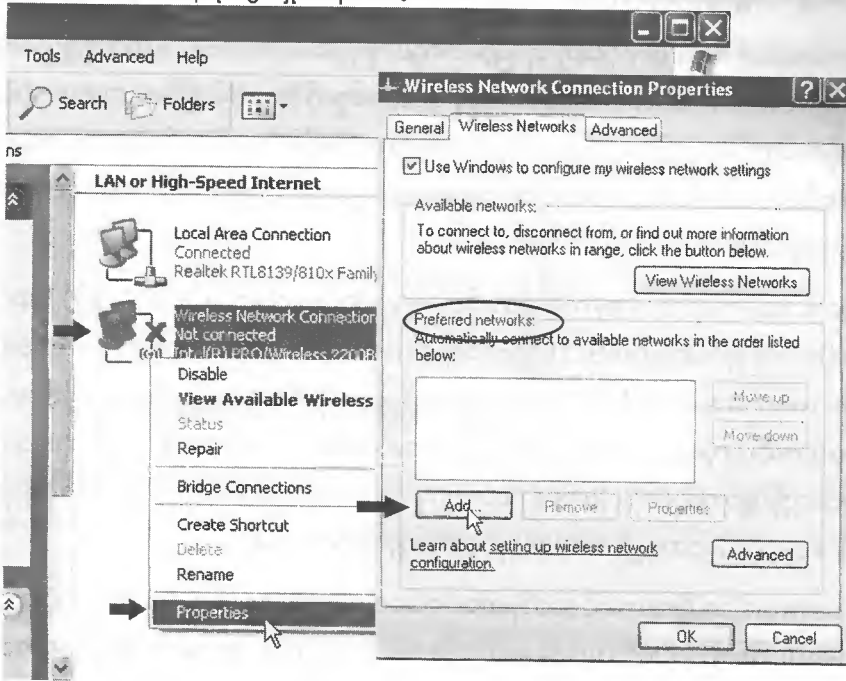 Tools Advanced Help
Search Folders
ns
LAN or High-Speed Internet
Local Area Connection
Connected
Realtek RTL8139/810x Family
Wireless Network Connection
Not connected
Intel(R) PRO/Wireless 2200B
Disable
View Available Wireless
Status
Repair
Bridge Connections
Create Shortcut
Delete
Rename
Properties
Wireless Network Connection Properties
General Wireless Networks Advanced
Use Windows to configure my wireless network settings
Available networks:
To connect to, disconnect from, or find out more information
about wireless networks in range, click the button below.
View Wireless Networks
Preferred networks:
Automatically connect to available networks in the order listed
below:
Move up
Move down
Add... Remove Properties
Learn about setting up wireless network
configuration.
Advanced
OK Cancel